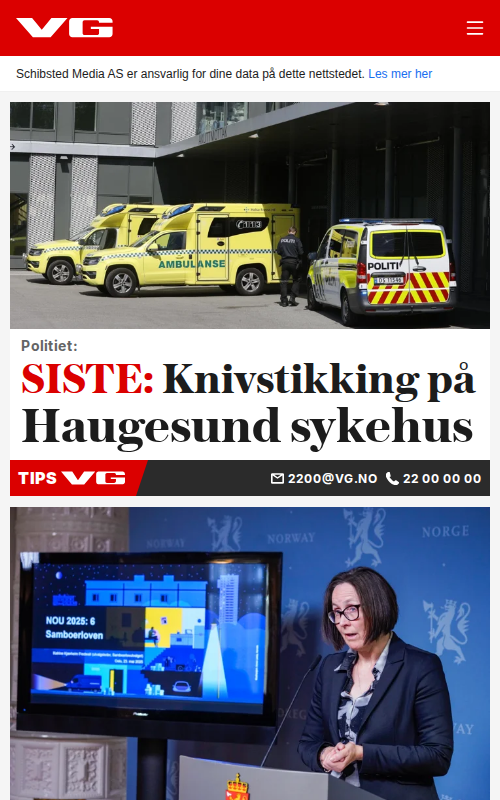 VG
Schibsted Media AS er ansvarlig for dine data på dette nettstedet. Les mer her
AMBULANSE
POLITI
POLITI
Politiet:
SISTE: Knivstikking på
Haugesund sykehus
TIPS VG
2200@VG.NO
22 00 00 00
NORWAY
NORGE
NORWAY
NOU 2025: 6
Samboerloven